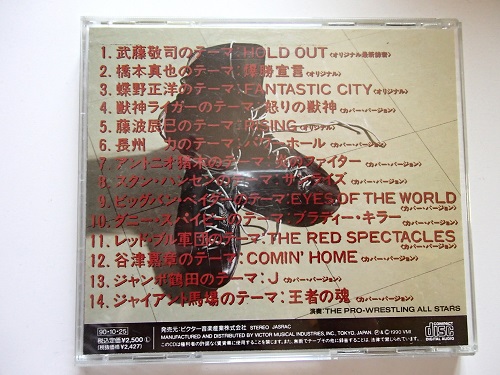 1. 武藤敬司のテーマ:HOLD OUT〈オリジナル最新録音〉
2. 橋本真也のテーマ:爆勝宣言〈オリジナル〉
3. 蝶野正洋のテーマ:FANTASTIC CITY〈オリジナル〉
4. 獣神ライガーのテーマ:怒りの獣神〈カバー・バージョン〉
5. 藤波辰巳のテーマ:RISING〈オリジナル〉
6. 長州 力のテーマ:パワーホール〈カバー・バージョン〉
7. アントニオ猪木のテーマ:炎のファイター〈カバー・バージョン〉
8. スタン・ハンセンのテーマ:サンライズ〈カバー・バージョン〉
9. ビッグバン・ベイダーのテーマ:EYES OF THE WORLD〈カバー・バージョン〉
10. ダニー・スパイビーのテーマ:ブラディー・キラー〈カバー・バージョン〉
11. レッド・ブル軍団のテーマ:THE RED SPECTACLES〈カバー・バージョン〉
12. 谷津嘉章のテーマ:COMIN' HOME〈カバー・バージョン〉
13. ジャンボ鶴田のテーマ:J〈カバー・バージョン〉
14. ジャイアント馬場のテーマ:王者の魂〈カバー・バージョン〉
演奏:THE PRO-WRESTLING ALL STARS
90・10・25
税込定価¥2,500 Ⓛ
(税抜¥2,427)
発売元:ビクター音楽産業株式会社 STEREO JASRAC
MANUFACTURED AND DISTRIBUTED BY VICTOR MUSICAL INDUSTRIES, INC., TOKYO, JAPAN. Ⓟ & © 1990 VMI
COMPACT
disc
DIGITAL AUDIO